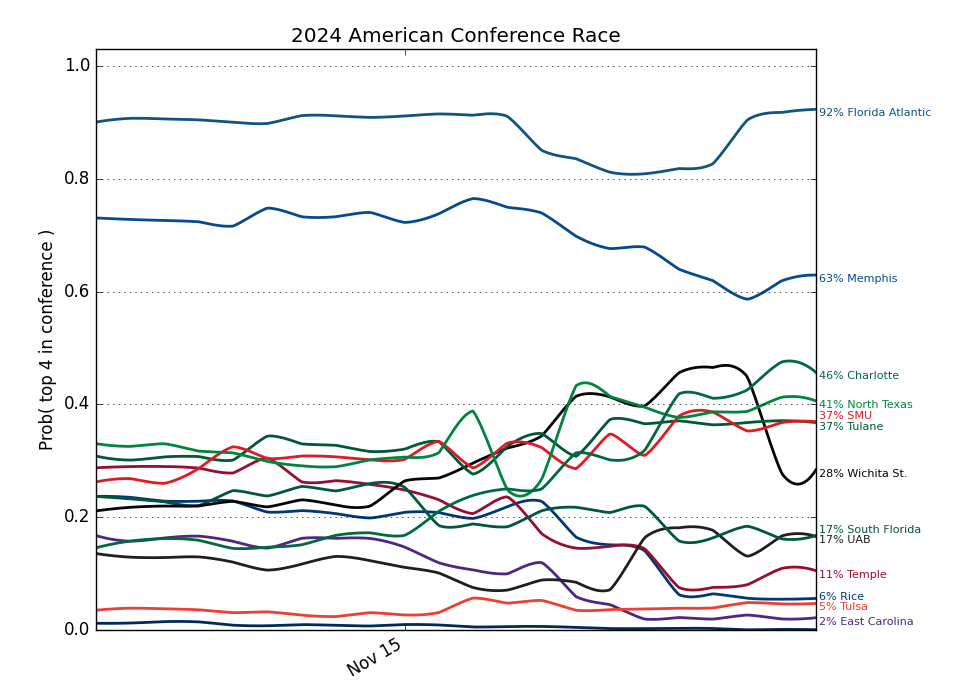 2024 American Conference Race
1.0
0.8
0.6
0.4
0.2
0.0
Prob( top 4 in conference )
Nov 15
92% Florida Atlantic
63% Memphis
46% Charlotte
41% North Texas
37% SMU
37% Tulane
28% Wichita St.
17% South Florida
17% UAB
11% Temple
6% Rice
5% Tulsa
2% East Carolina